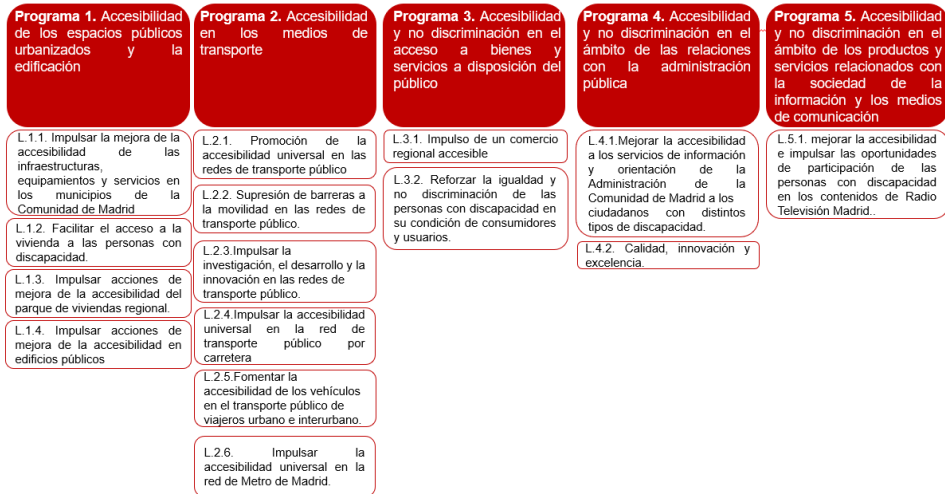 Programa 1. Accesibilidad
de los espacios públicos
urbanizados y la
edificación
L.1.1. Impulsar la mejora de la
accesibilidad de las
infraestructuras,
equipamientos y servicios en
los municipios de la
Comunidad de Madrid
L.1.2. Facilitar el acceso a la
vivienda a las personas con
discapacidad.
L.1.3. Impulsar acciones de
mejora de la accesibilidad del
parque de viviendas regional.
L.1.4. Impulsar acciones de
mejora de la accesibilidad en
edificios públicos
Programa 2. Accesibilidad
en los medios de
transporte
L.2.1. Promoción de la
accesibilidad universal en las
redes de transporte público
L.2.2. Supresión de barreras a
la movilidad en las redes de
transporte público.
L.2.3.Impulsar la
investigación, el desarrollo y la
innovación en las redes de
transporte público.
L.2.4.Impulsar la accesibilidad
universal en la red de
transporte público por
carretera
L.2.5.Fomentar la
accesibilidad de los vehículos
en el transporte público de
viajeros urbano e interurbano.
L.2.6. Impulsar la
accesibilidad universal en la
red de Metro de Madrid.
Programa 3. Accesibilidad
y no discriminación en el
acceso a bienes y
servicios a disposición del
público
L.3.1. Impulso de un comercio
regional accesible
L.3.2. Reforzar la igualdad y
no discriminación de las
personas con discapacidad en
su condición de consumidores
y usuarios.
Programa 4. Accesibilidad
y no discriminación en el
ámbito de las relaciones
con la administración
pública
L.4.1.Mejorar la accesibilidad
a los servicios de información
y orientación de la
Administración de la
Comunidad de Madrid a los
ciudadanos con distintos
tipos de discapacidad.
L.4.2. Calidad, innovación y
excelencia.
Programa 5. Accesibilidad
y no discriminación en el
ámbito de los productos y
servicios relacionados con
la sociedad de la
información y los medios
de comunicación
L.5.1. mejorar la accesibilidad
e impulsar las oportunidades
de participación de las
personas con discapacidad
en los contenidos de Radio
Televisión Madrid..